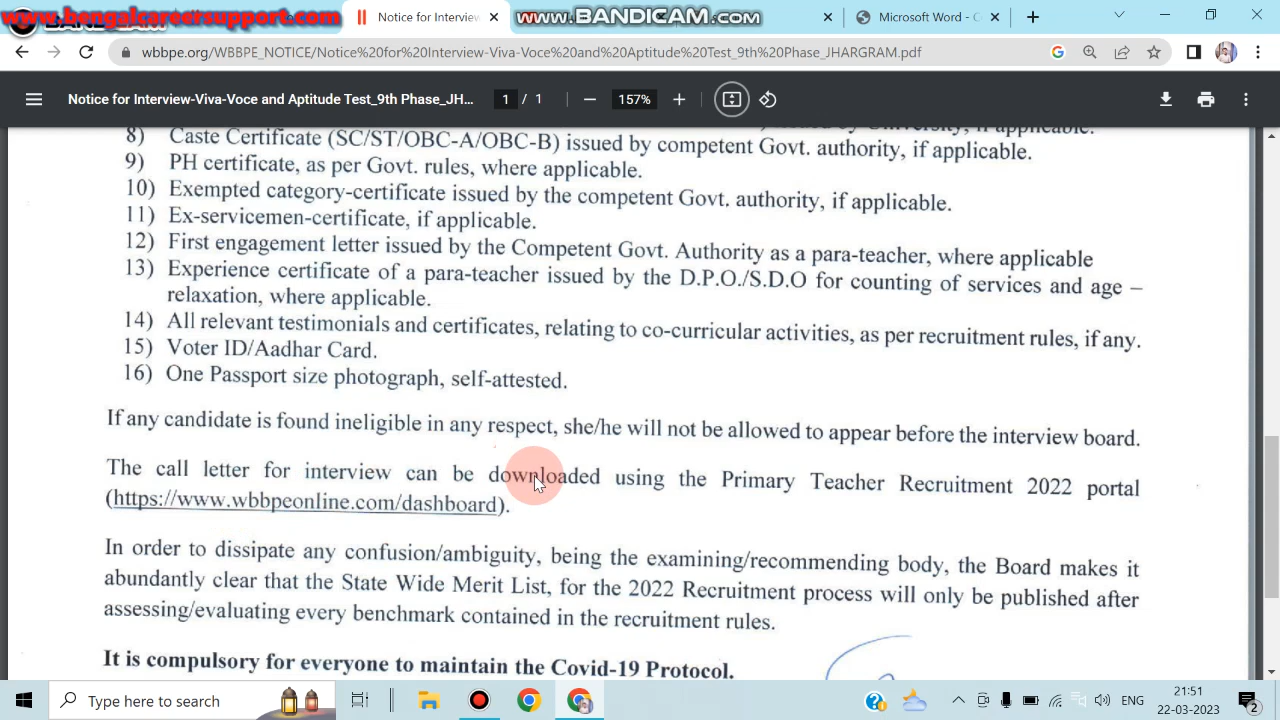 www.bengalcareersupport.com
BANDICAM
Notice for Interview
www.BANDICAM.com
Microsoft Word - C
wbbpe.org/WBBPE_NOTICE/Notice%20for%20Interview-Viva-Voce%20and%20Aptitude%20Test_9th%20Phase_JHARGRAM.pdf
Notice for Interview-Viva-Voce and Aptitude Test_9th Phase_JH...
1 / 1
157%
issued by University, if applicable.
8) Caste Certificate (SC/ST/OBC-A/OBC-B) issued by competent Govt. authority, if applicable.
9) PH certificate, as per Govt. rules, where applicable.
10) Exempted category-certificate issued by the competent Govt. authority, if applicable.
11) Ex-servicemen-certificate, if applicable.
12) First engagement letter issued by the Competent Govt. Authority as a para-teacher, where applicable
13) Experience certificate of a para-teacher issued by the D.P.O./S.D.O for counting of services and age –
relaxation, where applicable.
14) All relevant testimonials and certificates, relating to co-curricular activities, as per recruitment rules, if any.
15) Voter ID/Aadhar Card.
16) One Passport size photograph, self-attested.
If any candidate is found ineligible in any respect, she/he will not be allowed to appear before the interview board.
The call letter for interview can be downloaded using the Primary Teacher Recruitment 2022 portal
(https://www.wbbpeonline.com/dashboard).
In order to dissipate any confusion/ambiguity, being the examining/recommending body, the Board makes it
abundantly clear that the State Wide Merit List, for the 2022 Recruitment process will only be published after
assessing/evaluating every benchmark contained in the recruitment rules.
It is compulsory for everyone to maintain the Covid-19 Protocol.
Type here to search
ENG
21:51
22-03-2023
2